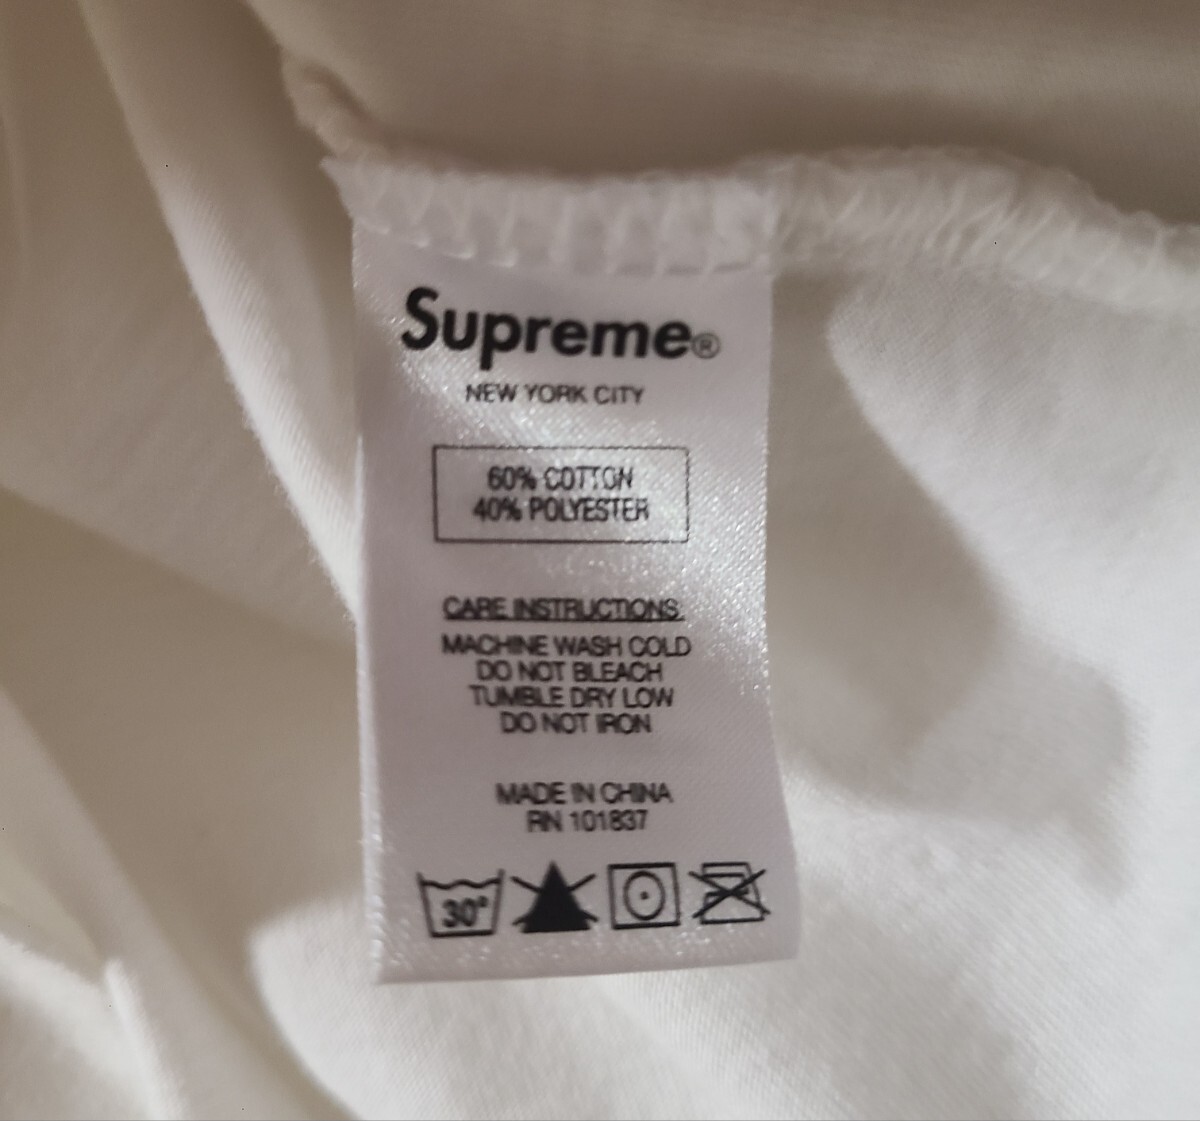 Supreme®
NEW YORK CITY
60% COTTON
40% POLYESTER
CARE INSTRUCTIONS
MACHINE WASH COLD
DO NOT BLEACH
TUMBLE DRY LOW
DO NOT IRON
MADE IN CHINA
RN 101837
30°